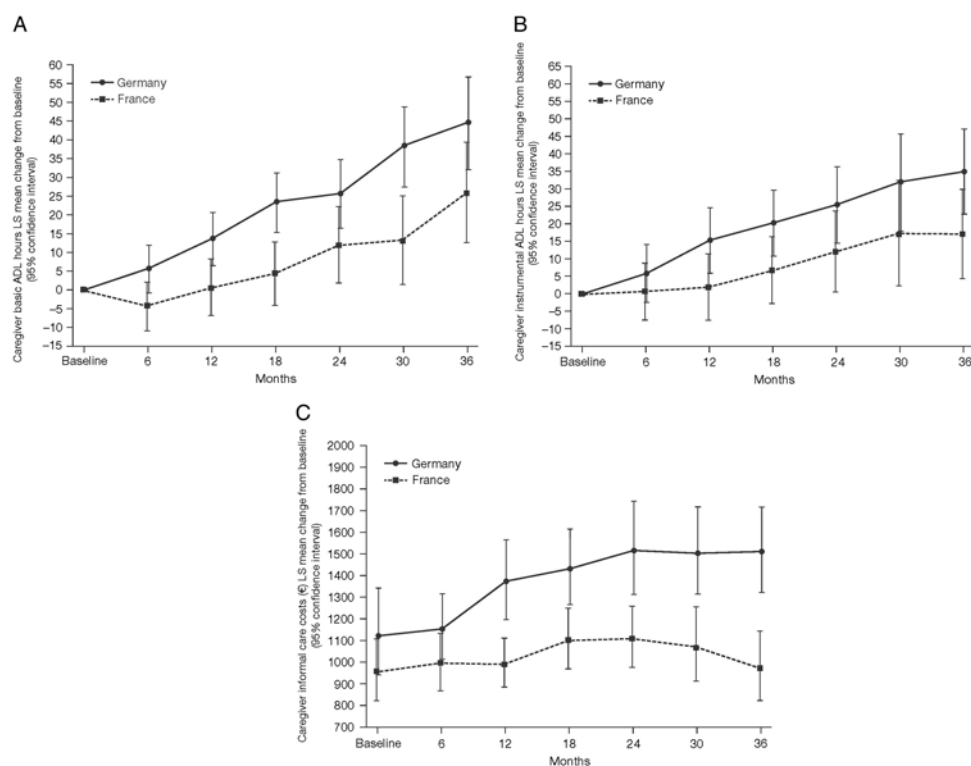 A
Caregiver basic ADL hours LS mean change from baseline
(95% confidence interval)
60
55
50
45
40
35
30
25
20
15
10
5
0
−5
−10
−15
Germany
France
Baseline 6 12 18 24 30 36
Months
B
Caregiver instrumental ADL hours LS mean change from baseline
(95% confidence interval)
65
60
55
50
45
40
35
30
25
20
15
10
5
0
−5
−10
−15
Germany
France
Baseline 6 12 18 24 30 36
Months
C
Caregiver informal care costs (€) LS mean change from baseline
(95% confidence interval)
2000
1900
1800
1700
1600
1500
1400
1300
1200
1100
1000
900
800
700
Germany
France
Baseline 6 12 18 24 30 36
Months